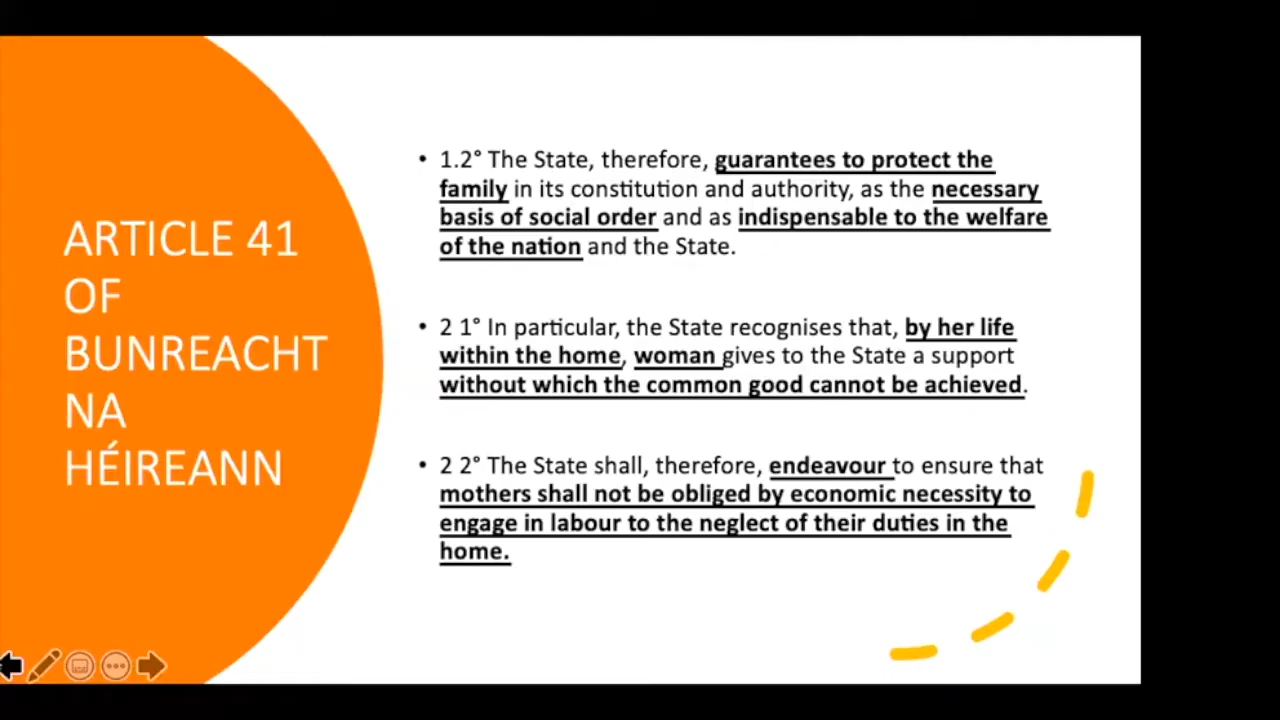 ARTICLE 41
OF
BUNREACHT
NA
HÉIREANN
• 1.2° The State, therefore, guarantees to protect the
family in its constitution and authority, as the necessary
basis of social order and as indispensable to the welfare
of the nation and the State.
• 2 1° In particular, the State recognises that, by her life
within the home, woman gives to the State a support
without which the common good cannot be achieved.
• 2 2° The State shall, therefore, endeavour to ensure that
mothers shall not be obliged by economic necessity to
engage in labour to the neglect of their duties in the
home.